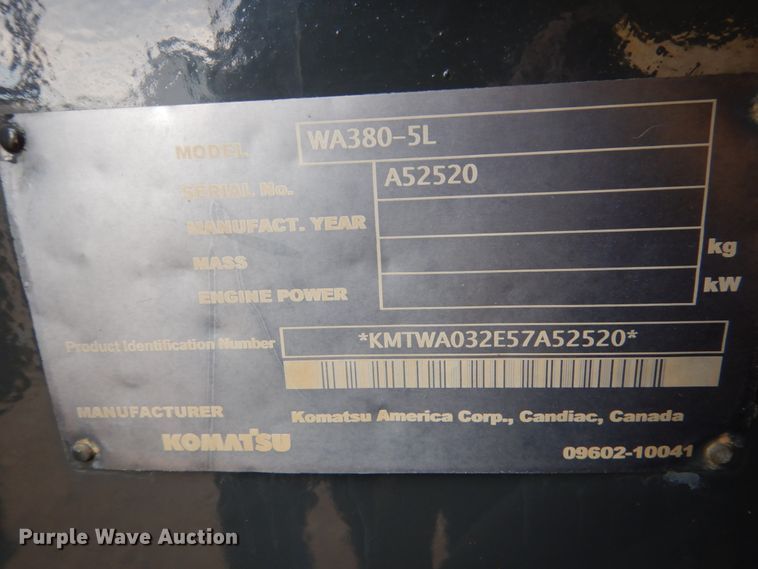 MODEL WA380-5L
SERIAL No. A52520
MANUFACT. YEAR
MASS kg
ENGINE POWER kW
Product Identification Number *KMTWA032E57A52520*
MANUFACTURER Komatsu America Corp., Candiac, Canada
KOMATSU 09602-10041
Purple Wave Auction